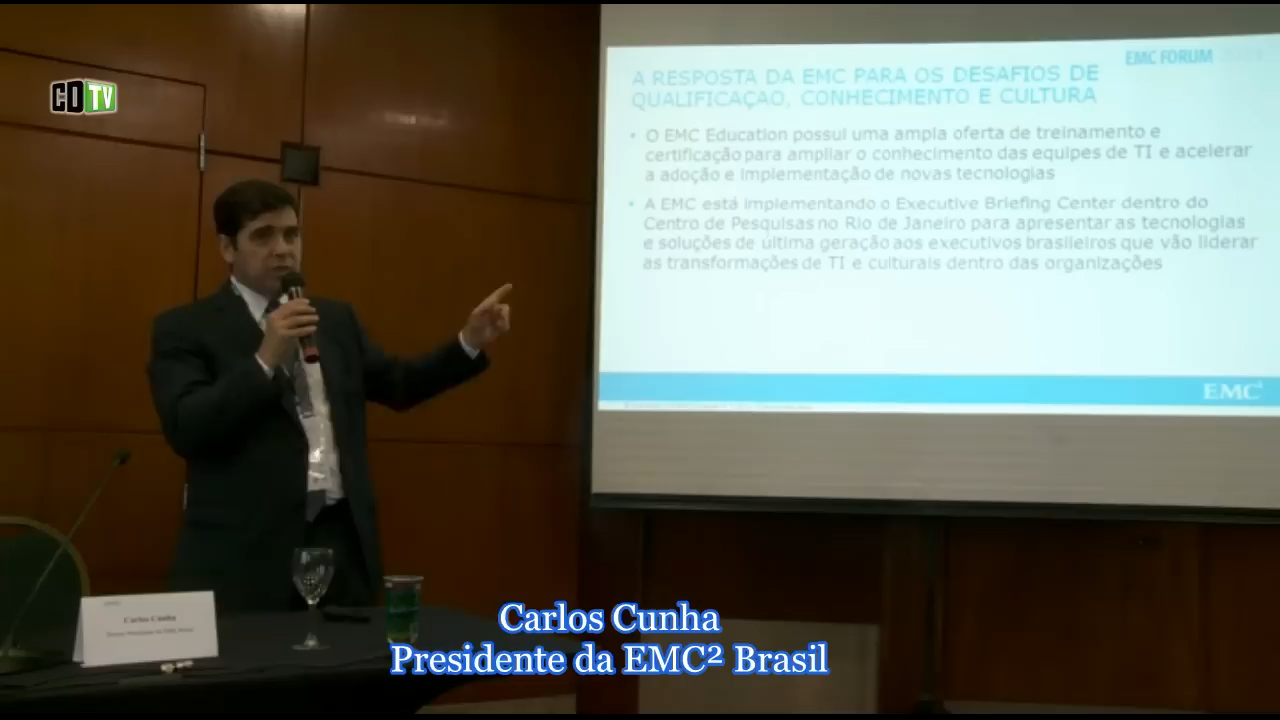 CDTV
EMC FORUM
A RESPOSTA DA EMC PARA OS DESAFIOS DE
QUALIFICAÇAO, CONHECIMENTO E CULTURA
• O EMC Education possui uma ampla oferta de treinamento e
certificação para ampliar o conhecimento das equipes de TI e acelerar
a adoção e implementação de novas tecnologias
• A EMC está implementando o Executive Briefing Center dentro do
Centro de Pesquisas no Rio de Janeiro para apresentar as tecnologias
e soluções de última geração aos executivos brasileiros que vão liderar
as transformações de TI e culturais dentro das organizações
EMC²
Carlos Cunha
Carlos Cunha
Presidente da EMC² Brasil